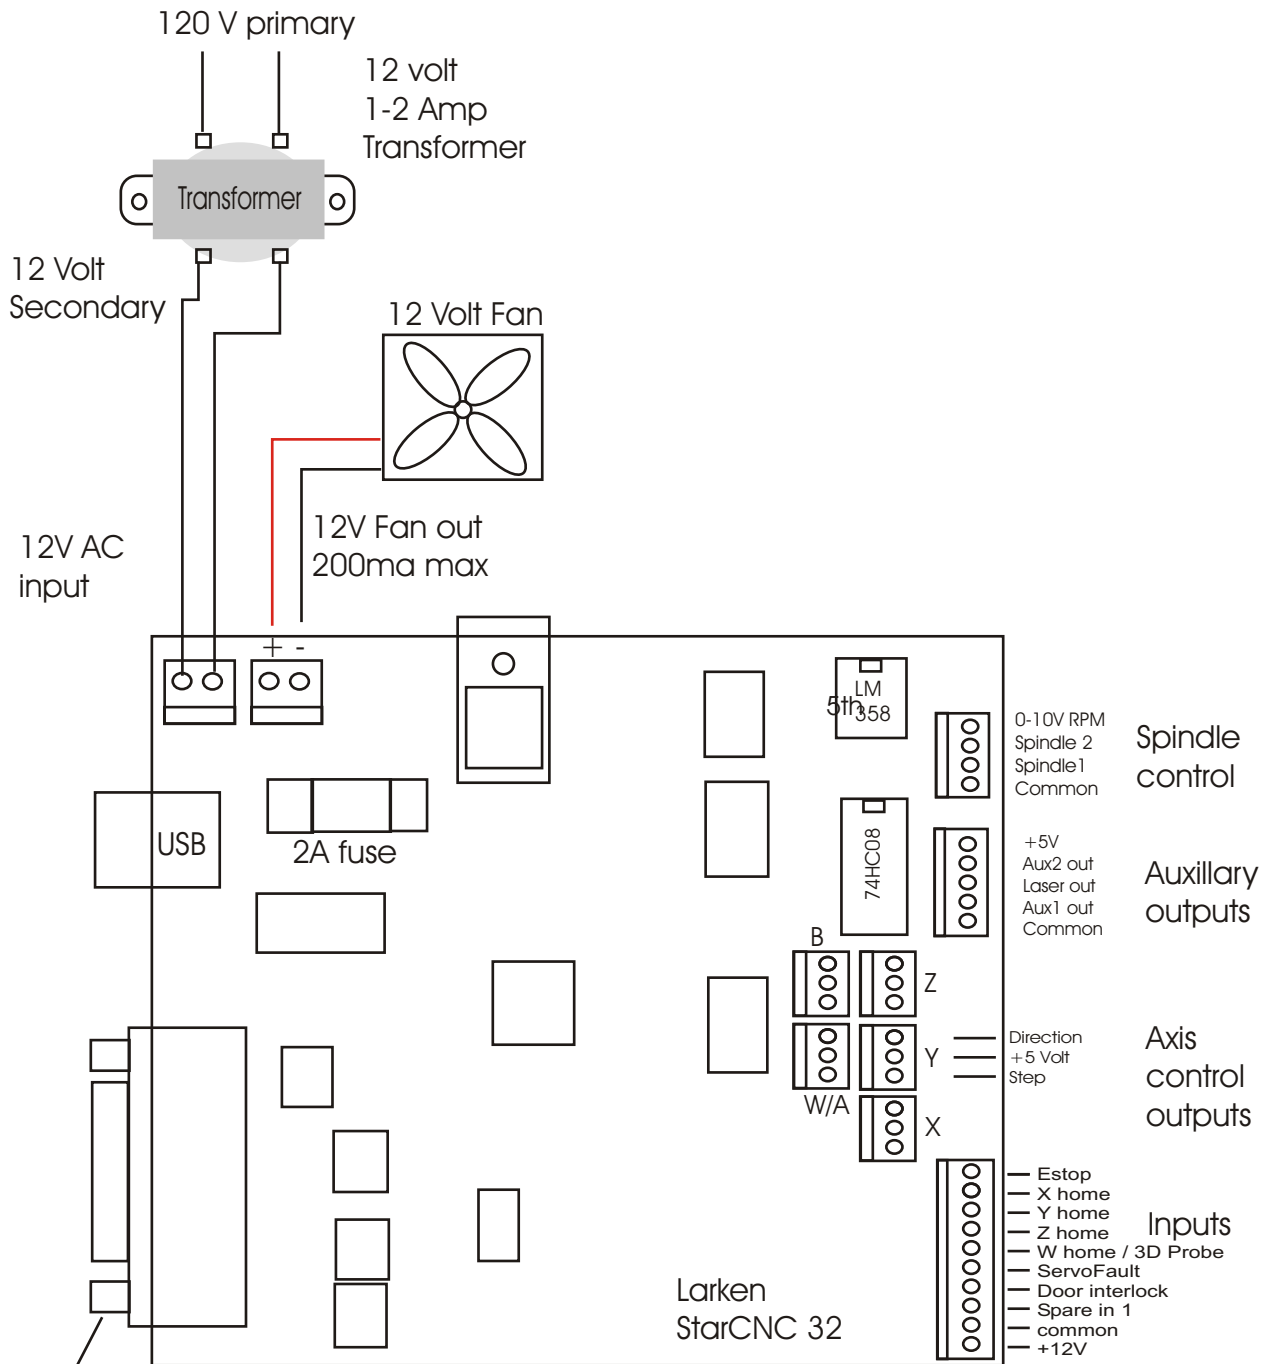 120 V primary
12 volt
1-2 Amp
Transformer
Transformer
12 Volt
Secondary
12 Volt Fan
12V Fan out
200ma max
12V AC
input
+ -
LM
358
5th
0-10V RPM
Spindle 2
Spindle1
Common
Spindle
control
USB
2A fuse
74HC08
+5V
Aux2 out
Laser out
Aux1 out
Common
Auxillary
outputs
B
Z
Y
W/A
X
Direction
+5 Volt
Step
Axis
control
outputs
Estop
X home
Y home
Z home
W home / 3D Probe
ServoFault
Door interlock
Spare in 1
common
+12V
Inputs
Larken
StarCNC 32